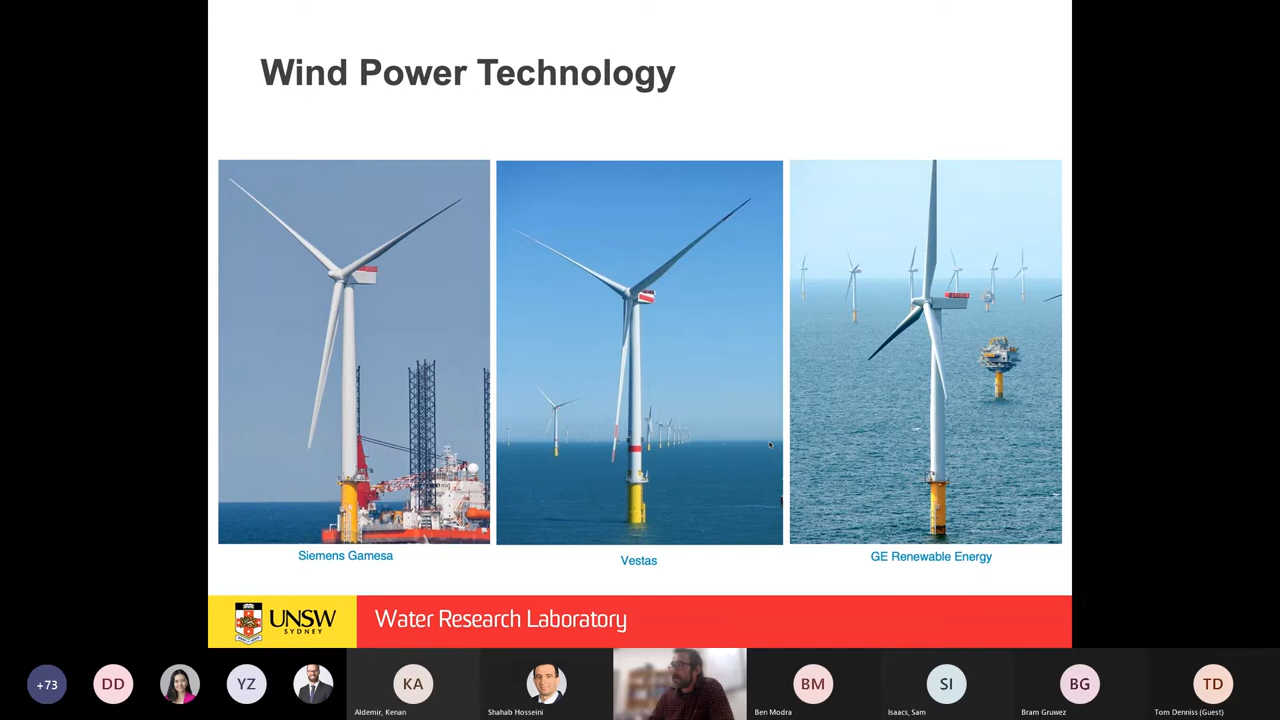 Wind Power Technology
Siemens Gamesa
Vestas
GE Renewable Energy
UNSW
SYDNEY
Water Research Laboratory
+73
DD
YZ
KA
Aldemir, Kenan
Shahab Hosseini
BM
Ben Modra
SI
Isaacs, Sam
BG
Bram Gruwez
TD
Tom Denniss (Guest)